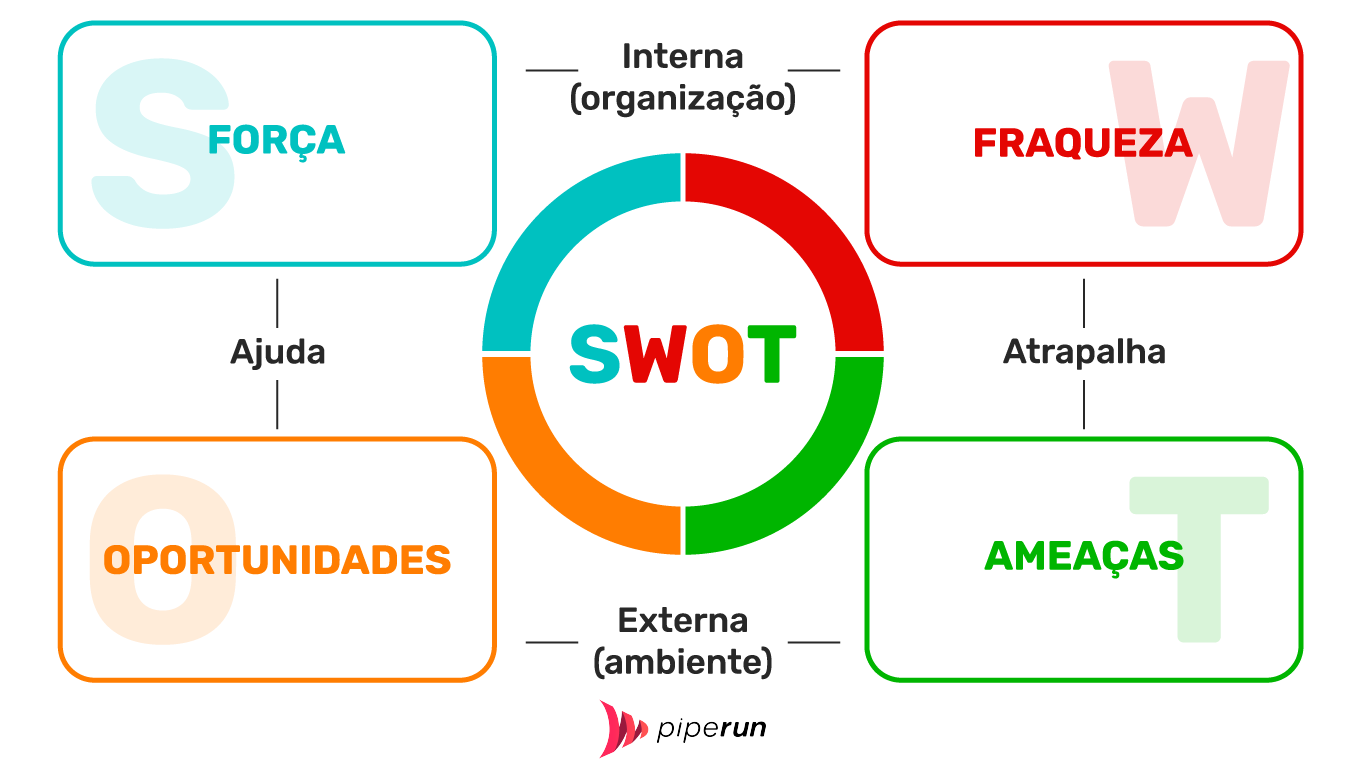 S
FORÇA
Interna
(organização)
W
FRAQUEZA
Ajuda
SWOT
Atrapalha
O
OPORTUNIDADES
Externa
(ambiente)
T
AMEAÇAS
piperun